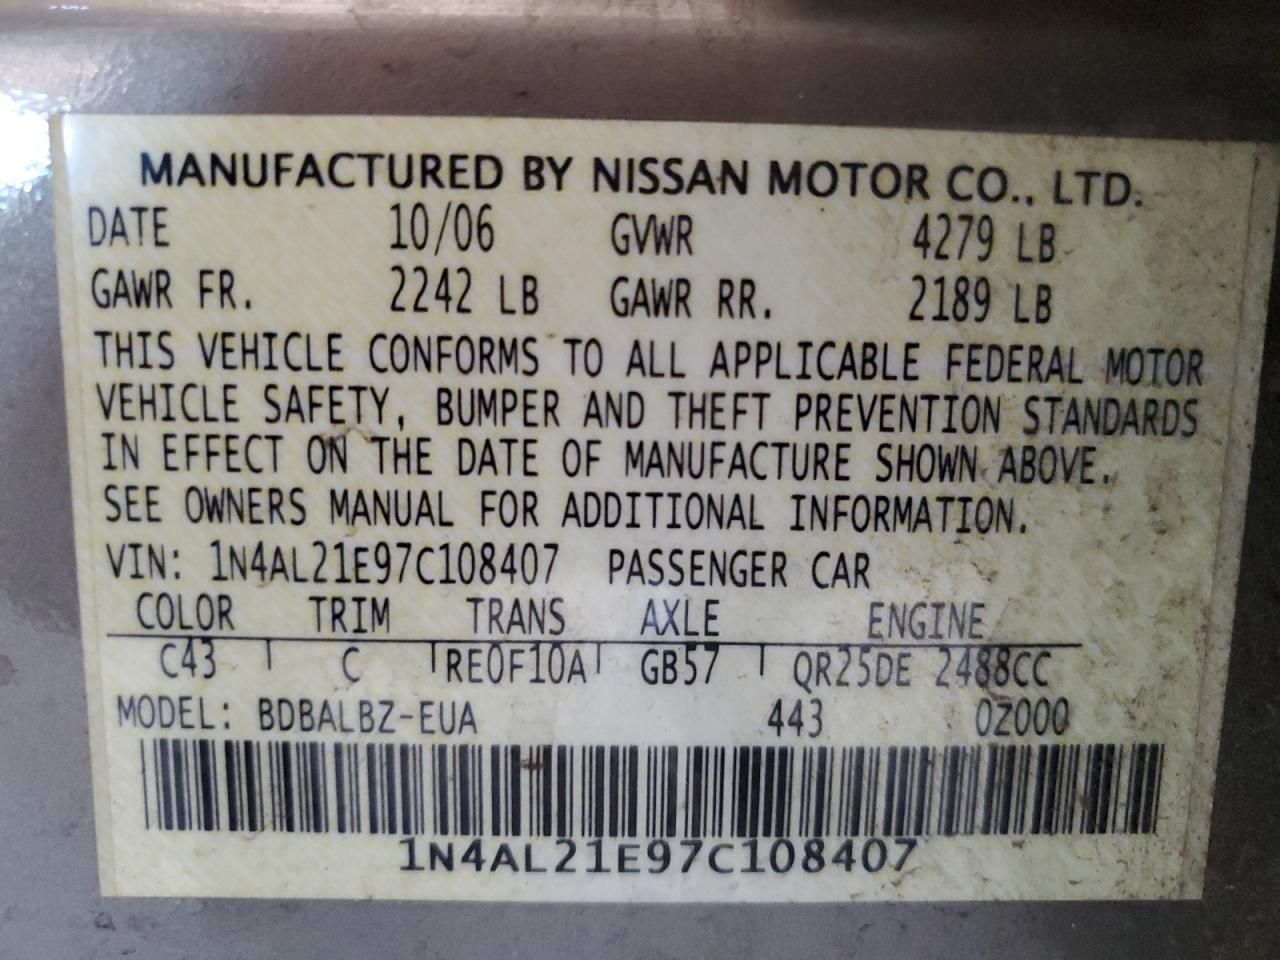 MANUFACTURED BY NISSAN MOTOR CO., LTD.
DATE 10/06 GVWR 4279 LB
GAWR FR. 2242 LB GAWR RR. 2189 LB
THIS VEHICLE CONFORMS TO ALL APPLICABLE FEDERAL MOTOR
VEHICLE SAFETY, BUMPER AND THEFT PREVENTION STANDARDS
IN EFFECT ON THE DATE OF MANUFACTURE SHOWN ABOVE.
SEE OWNERS MANUAL FOR ADDITIONAL INFORMATION.
VIN: 1N4AL21E97C108407 PASSENGER CAR
COLOR TRIM TRANS AXLE ENGINE
C43 C RE0F10A GB57 QR25DE 2488CC
MODEL: BDBALBZ-EUA 443 0Z000
1N4AL21E97C108407